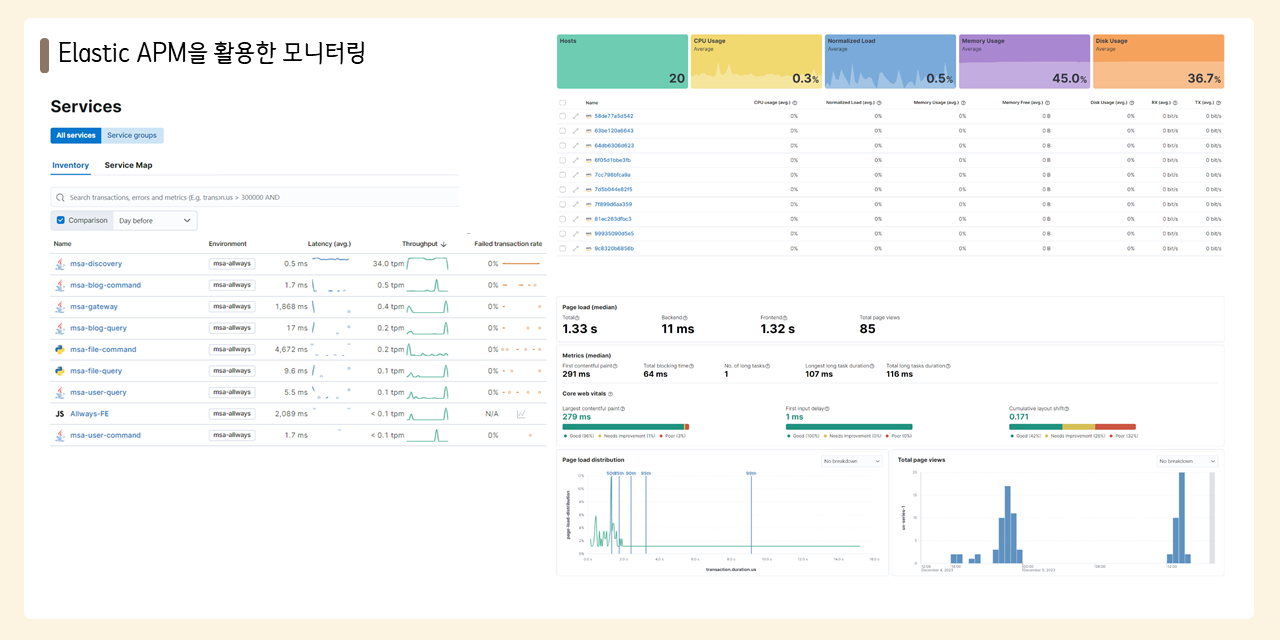 Elastic APM을 활용한 모니터링
Services
All services Service groups
Inventory Service Map
Search transactions, errors and metrics (E.g. transaction.us > 300000 AND
Comparison Day before
Name Environment Latency (avg.) Throughput Failed transaction rate
msa-discovery msa-allways 0.5 ms 34.0 tpm 0%
msa-blog-command msa-allways 1.7 ms 0.5 tpm 0%
msa-gateway msa-allways 1,868 ms 0.4 tpm 0%
msa-blog-query msa-allways 17 ms 0.2 tpm 0%
msa-file-command msa-allways 4,672 ms 0.2 tpm 0%
msa-file-query msa-allways 9.6 ms 0.1 tpm 0%
msa-user-query msa-allways 5.5 ms 0.1 tpm 0%
JS Allways-FE msa-allways 2,089 ms < 0.1 tpm N/A
msa-user-command msa-allways 1.7 ms < 0.1 tpm 0%
Hosts
20
CPU Usage
Average
0.3%
Normalized Load
Average
0.5%
Memory Usage
Average
45.0%
Disk Usage
Average
36.7%
Name CPU usage (avg.) Normalized Load (avg.) Memory Usage (avg.) Memory Free (avg.) Disk Usage (avg.) RX (avg.) TX (avg.)
58de77a5d542 0% 0% 0% 0 B 0% 0 bit/s 0 bit/s
63be120a6643 0% 0% 0% 0 B 0% 0 bit/s 0 bit/s
64db6306d623 0% 0% 0% 0 B 0% 0 bit/s 0 bit/s
6f05d1bbe3fb 0% 0% 0% 0 B 0% 0 bit/s 0 bit/s
7cc798bfca9a 0% 0% 0% 0 B 0% 0 bit/s 0 bit/s
7d5b044e82f5 0% 0% 0% 0 B 0% 0 bit/s 0 bit/s
7f899d6aa359 0% 0% 0% 0 B 0% 0 bit/s 0 bit/s
81ec263dfbc3 0% 0% 0% 0 B 0% 0 bit/s 0 bit/s
99935090d5e5 0% 0% 0% 0 B 0% 0 bit/s 0 bit/s
9c8320b6856b 0% 0% 0% 0 B 0% 0 bit/s 0 bit/s
Page load (median)
Total Backend Frontend Total page views
1.33 s 11 ms 1.32 s 85
Metrics (median)
First contentful paint Total blocking time No. of long tasks Longest long task duration Total long tasks duration
291 ms 64 ms 1 107 ms 116 ms
Core web vitals
Largest contentful paint First input delay Cumulative layout shift
279 ms 1 ms 0.171
Good (96%) Needs improvement (1%) Poor (3%) Good (100%) Needs improvement (0%) Poor (0%) Good (42%) Needs improvement (26%) Poor (32%)
Page load distribution No breakdown
page-load-distribution
transaction.duration.us
Total page views No breakdown
ux-series-1